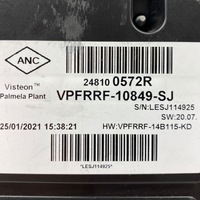 ANC
Visteon™
Palmela Plant
24810 0572R
VPFRRF-10849-SJ
S/N:LESJ114925
SW:20.07.
25/01/2021 15:38:21
HW:VPFRRF-14B115-KD
*LESJ114925*